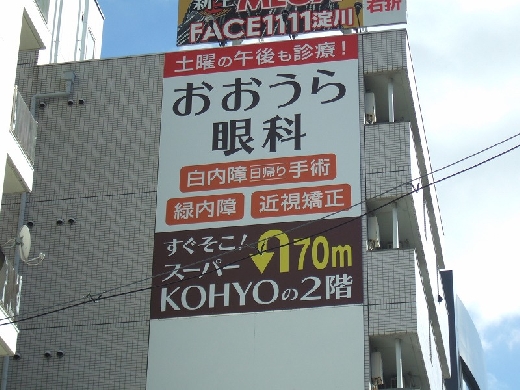 FACE1111淀川
右折
土曜の午後も診療！
おおうら
眼科
白内障日帰り手術
緑内障 近視矯正
すぐそこ！
スーパー 70m
KOHYOの2階